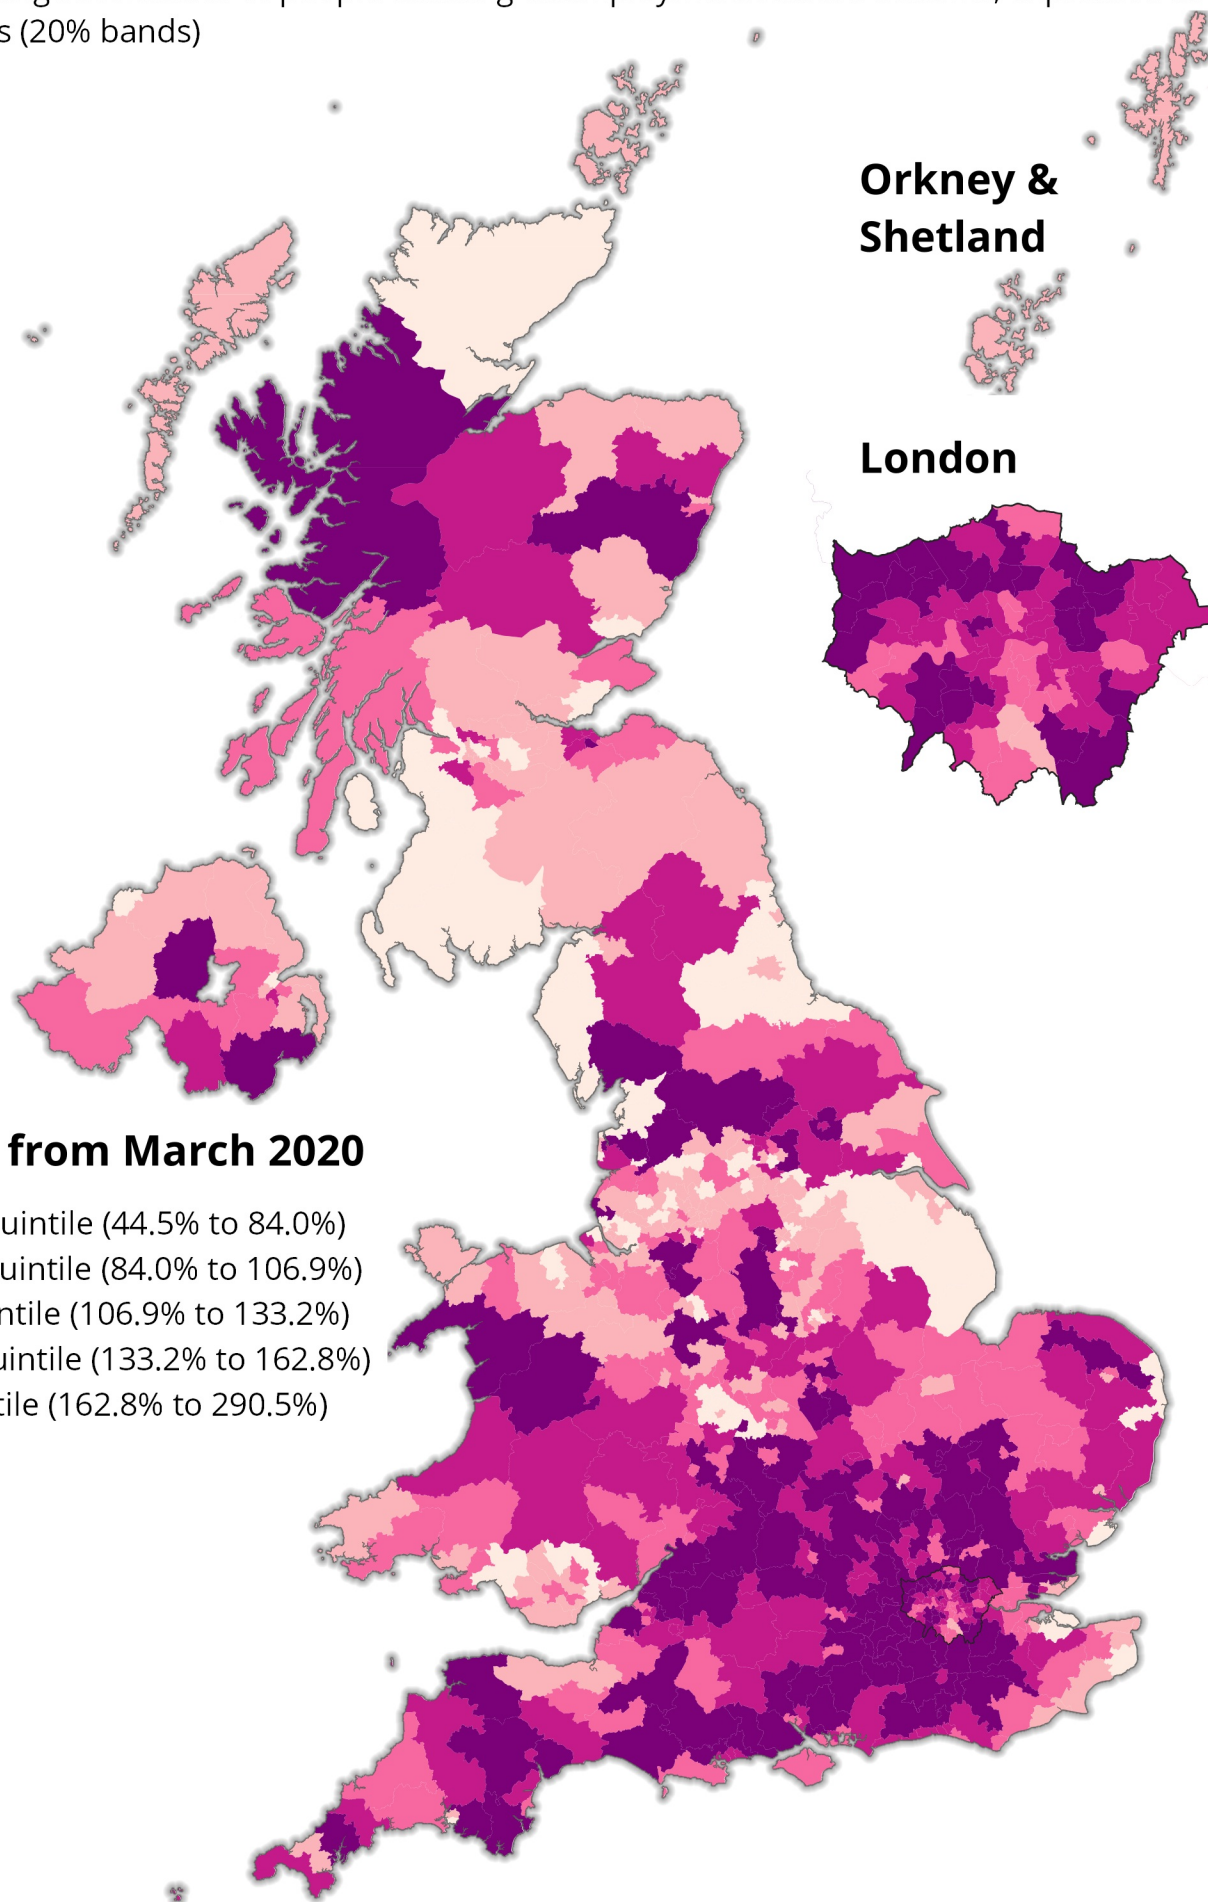 s (20% bands)
Orkney &
Shetland
London
from March 2020
uintile (44.5% to 84.0%)
uintile (84.0% to 106.9%)
ntile (106.9% to 133.2%)
uintile (133.2% to 162.8%)
tile (162.8% to 290.5%)